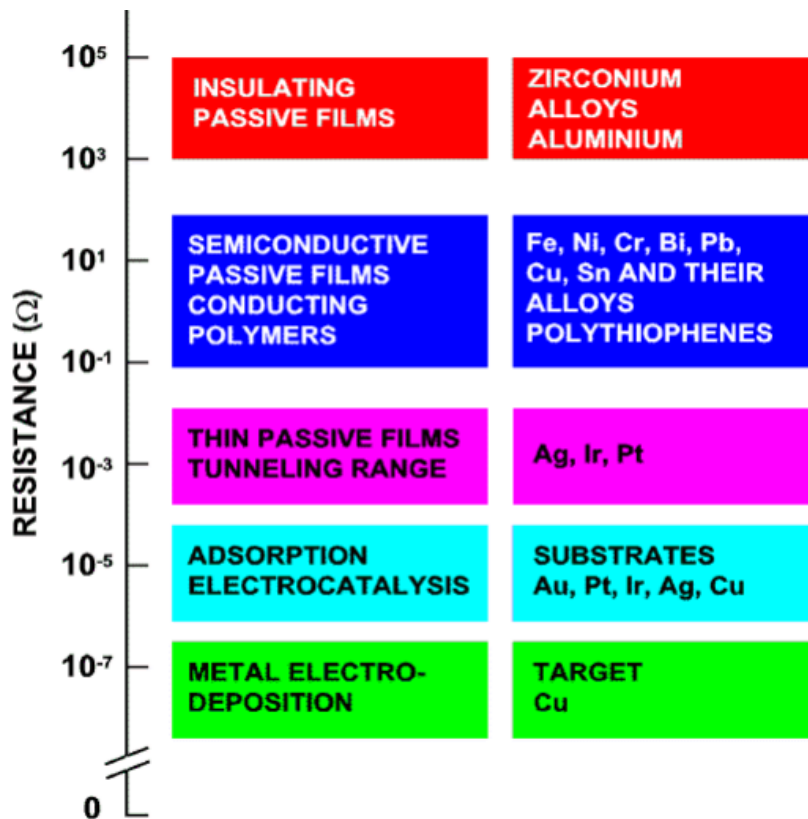 10⁵
INSULATING
PASSIVE FILMS
ZIRCONIUM
ALLOYS
ALUMINIUM
10³
SEMICONDUCTIVE
PASSIVE FILMS
CONDUCTING
POLYMERS
Fe, Ni, Cr, Bi, Pb,
Cu, Sn AND THEIR
ALLOYS
POLYTHIOPHENES
10¹
10⁻¹
RESISTANCE (Ω)
THIN PASSIVE FILMS
TUNNELING RANGE
Ag, Ir, Pt
10⁻³
ADSORPTION
ELECTROCATALYSIS
SUBSTRATES
Au, Pt, Ir, Ag, Cu
10⁻⁵
METAL ELECTRO-
DEPOSITION
TARGET
Cu
10⁻⁷
0